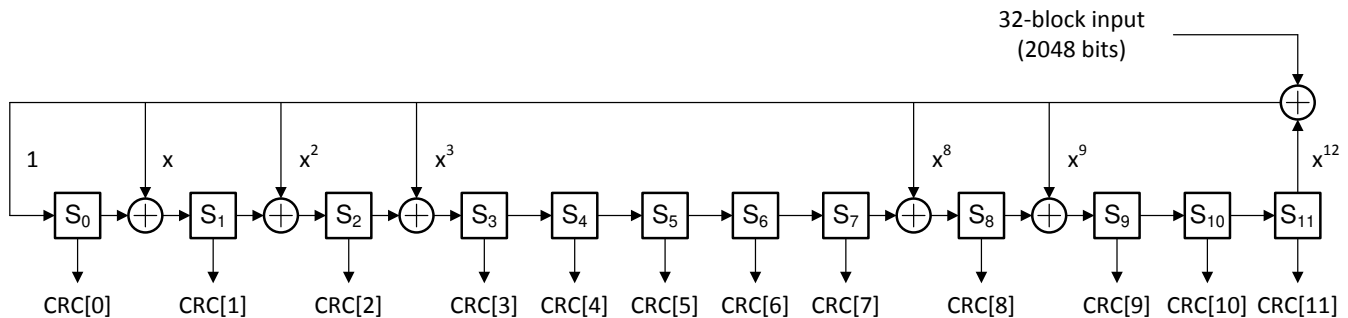 32-block input
(2048 bits)
1 x x² x³ x⁸ x⁹ x¹²
S₀ S₁ S₂ S₃ S₄ S₅ S₆ S₇ S₈ S₉ S₁₀ S₁₁
CRC[0] CRC[1] CRC[2] CRC[3] CRC[4] CRC[5] CRC[6] CRC[7] CRC[8] CRC[9] CRC[10] CRC[11]